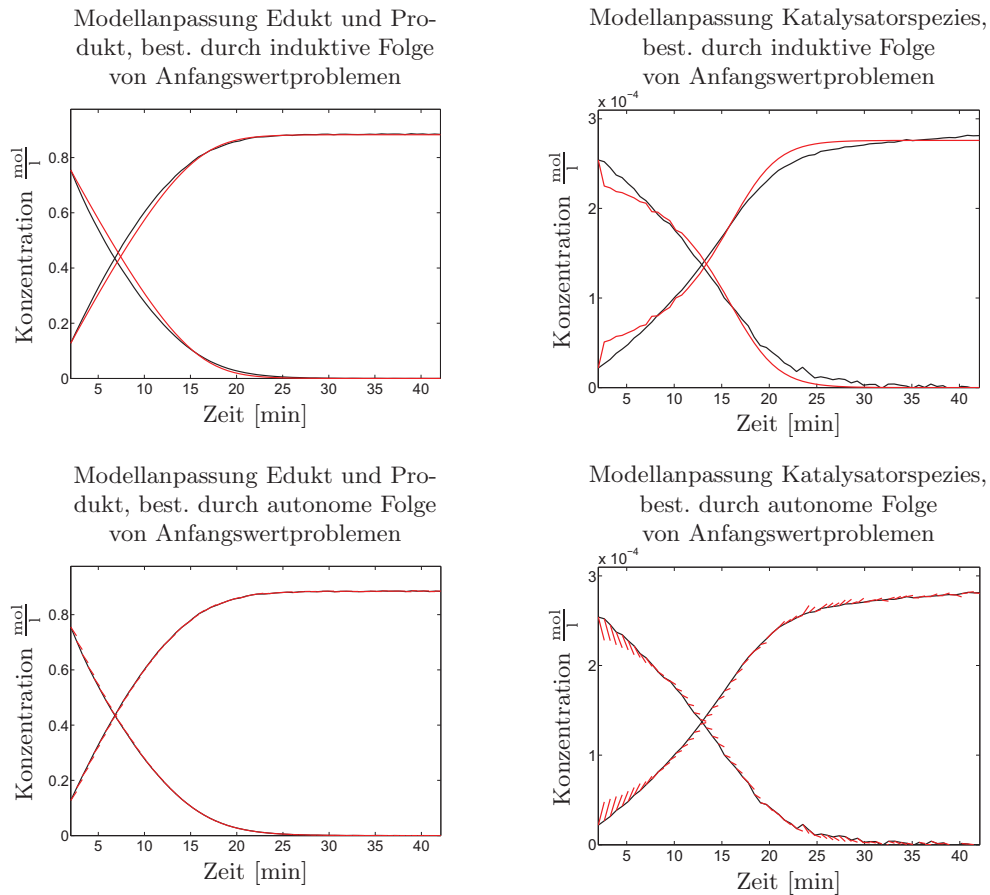 Modellanpassung Edukt und Pro-
dukt, best. durch induktive Folge
von Anfangswertproblemen
0.8
0.6
0.4
0.2
0
5 10 15 20 25 30 35 40
Konzentration mol/l
Zeit [min]
Modellanpassung Katalysatorspezies,
best. durch induktive Folge
von Anfangswertproblemen
x 10⁻⁴
3
2
1
0
5 10 15 20 25 30 35 40
Konzentration mol/l
Zeit [min]
Modellanpassung Edukt und Pro-
dukt, best. durch autonome Folge
von Anfangswertproblemen
0.8
0.6
0.4
0.2
0
5 10 15 20 25 30 35 40
Konzentration mol/l
Zeit [min]
Modellanpassung Katalysatorspezies,
best. durch autonome Folge
von Anfangswertproblemen
x 10⁻⁴
3
2
1
0
5 10 15 20 25 30 35 40
Konzentration mol/l
Zeit [min]